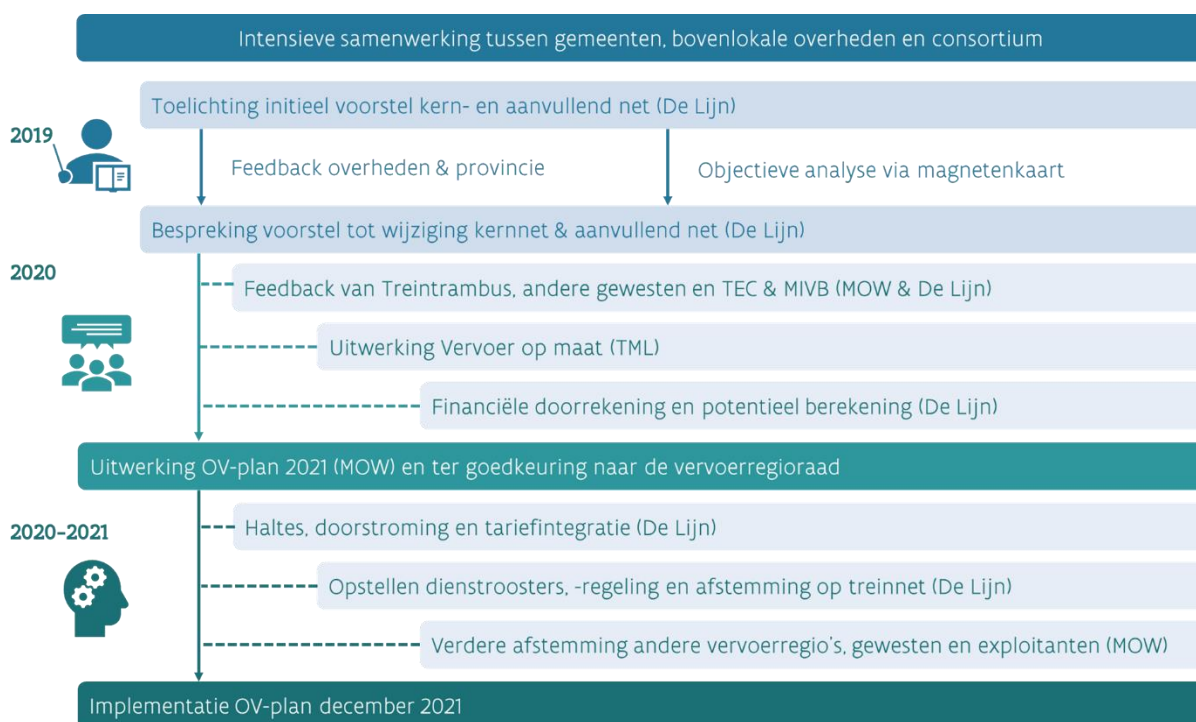 Intensieve samenwerking tussen gemeenten, bovenlokale overheden en consortium
Toelichting initieel voorstel kern- en aanvullend net (De Lijn)
2019
Feedback overheden & provincie
Objectieve analyse via magnetenkaart
Bespreking voorstel tot wijziging kernnet & aanvullend net (De Lijn)
2020
Feedback van Treintrambus, andere gewesten en TEC & MIVB (MOW & De Lijn)
Uitwerking Vervoer op maat (TML)
Financiële doorrekening en potentieel berekening (De Lijn)
Uitwerking OV-plan 2021 (MOW) en ter goedkeuring naar de vervoerregioraad
2020-2021
Haltes, doorstroming en tariefintegratie (De Lijn)
Opstellen dienstroosters, -regeling en afstemming op treinnet (De Lijn)
Verdere afstemming andere vervoerregio's, gewesten en exploitanten (MOW)
Implementatie OV-plan december 2021